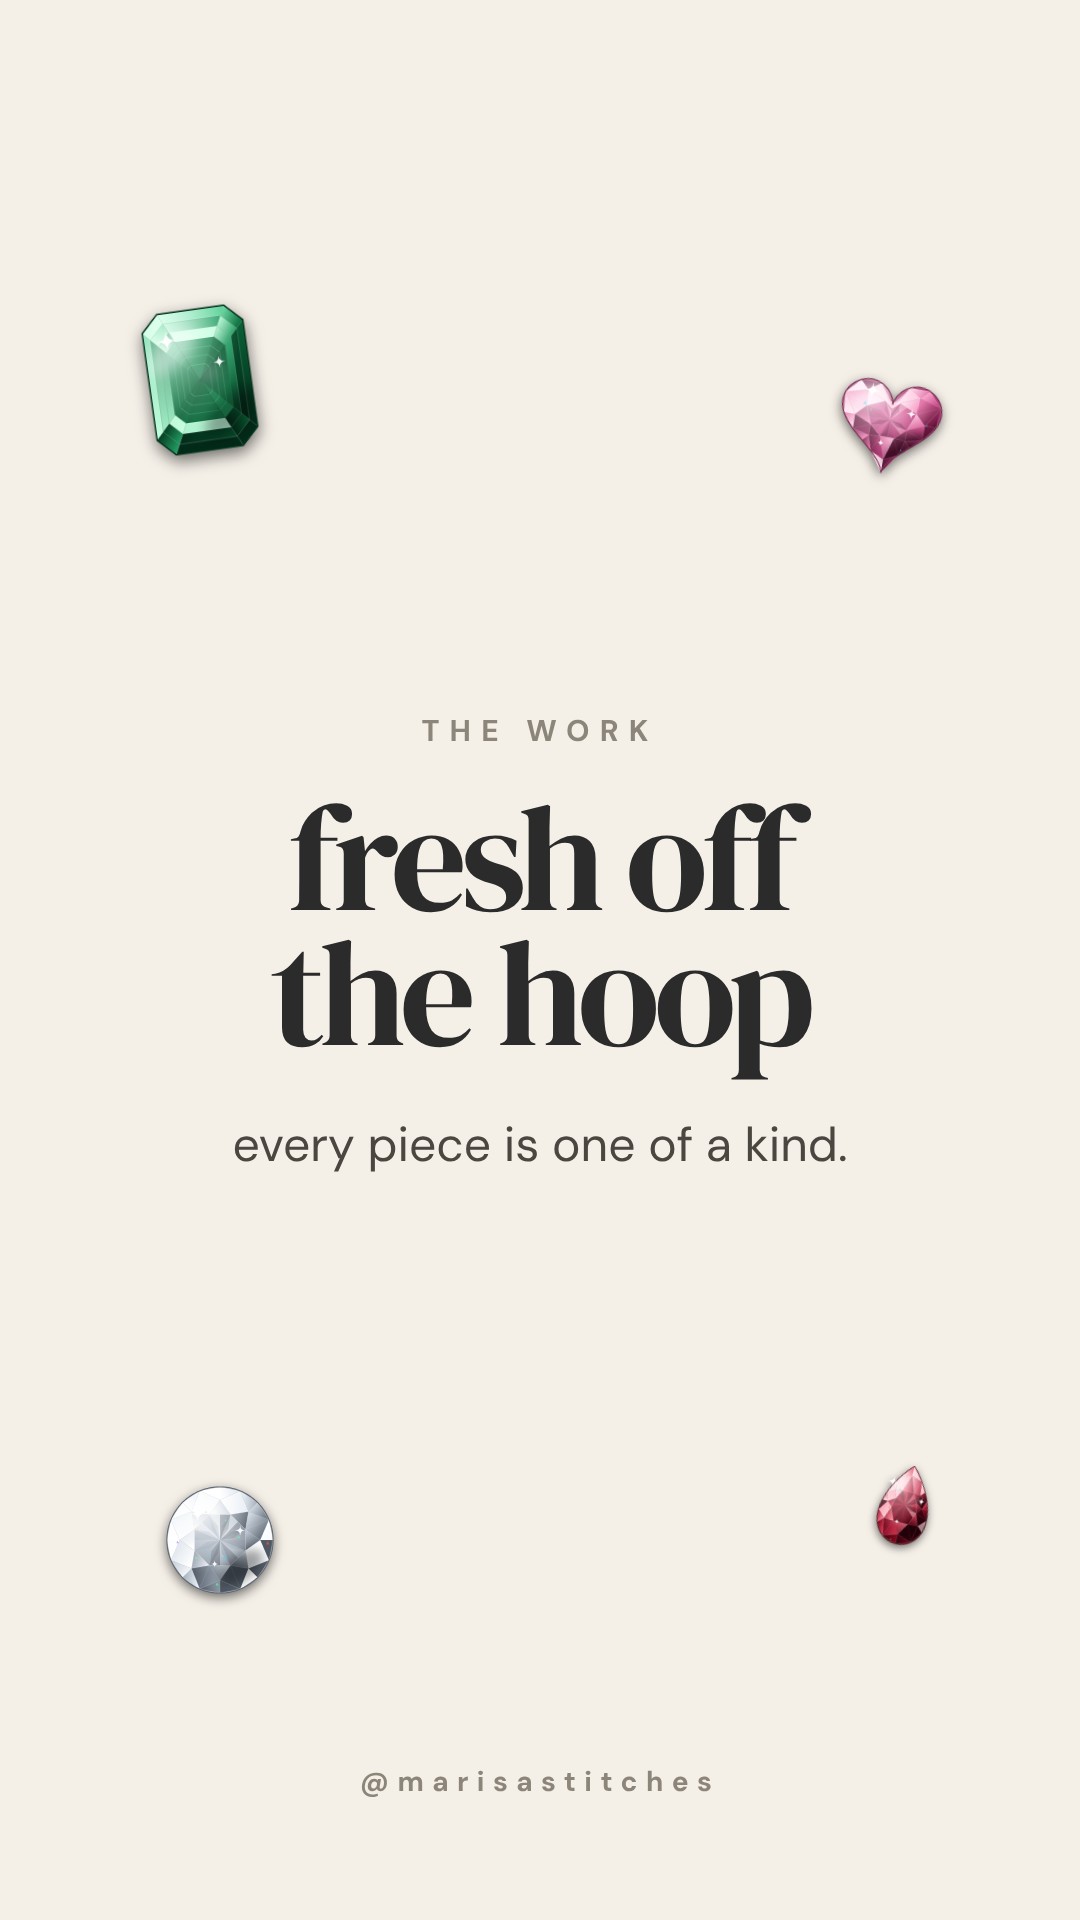 THE WORK
fresh off
the hoop
every piece is one of a kind.
@marisastitches